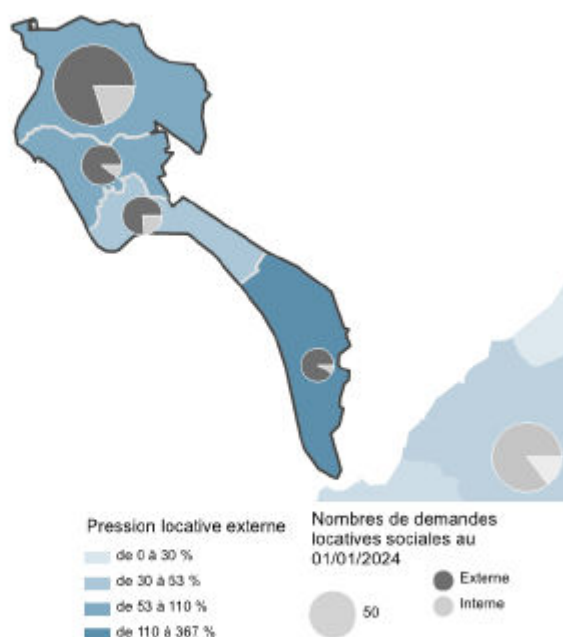 Pression locative externe
de 0 à 30 %
de 30 à 53 %
de 53 à 110 %
de 110 à 367 %
Nombres de demandes
locatives sociales au
01/01/2024
50
Externe
Interne